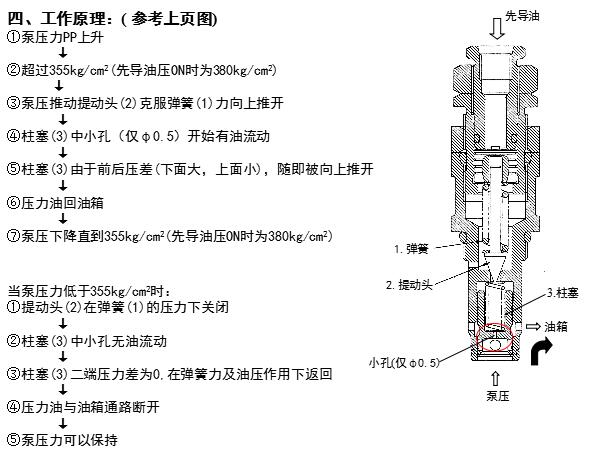 四、工作原理：(参考上页图)
①泵压力PP上升
②超过355kg/cm²(先导油压ON时为380kg/cm²)
③泵压推动提动头(2)克服弹簧(1)力向上推开
④柱塞(3)中小孔（仅φ0.5）开始有油流动
⑤柱塞(3)由于前后压差(下面大，上面小)，随即被向上推开
⑥压力油回油箱
⑦泵压下降直到355kg/cm²(先导油压ON时为380kg/cm²)
当泵压力低于355kg/cm²时：
①提动头(2)在弹簧(1)的压力下关闭
②柱塞(3)中小孔无油流动
③柱塞(3)二端压力差为0,在弹簧力及油压作用下返回
④压力油与油箱通路断开
⑤泵压力可以保持
先导油
1.弹簧
2.提动头
3.柱塞
油箱
小孔(仅φ0.5)
泵压